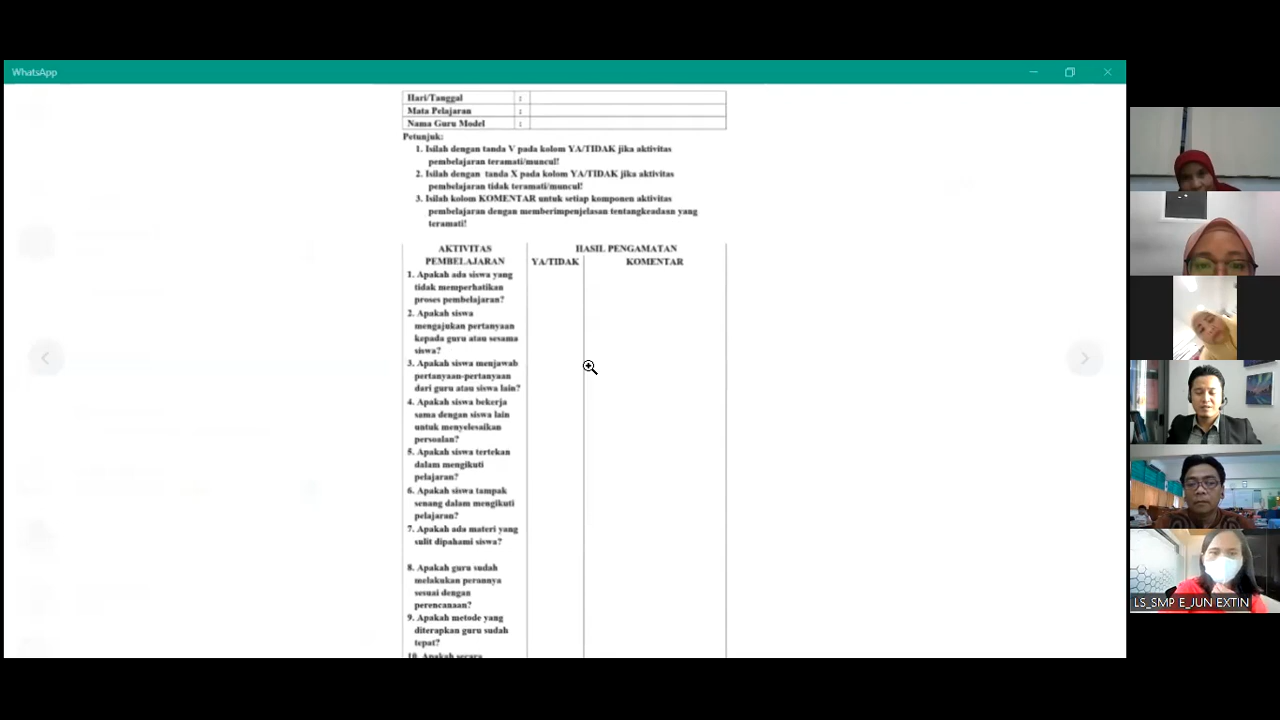 WhatsApp
Hari/Tanggal :
Mata Pelajaran :
Nama Guru Model :
Petunjuk:
1. Isilah dengan tanda V pada kolom YA/TIDAK jika aktivitas
pembelajaran teramati/muncul!
2. Isilah dengan tanda X pada kolom YA/TIDAK jika aktivitas
pembelajaran tidak teramati/muncul!
3. Isilah kolom KOMENTAR untuk setiap komponen aktivitas
pembelajaran dengan memberimpenjelasan tentangkeadaan yang
teramati!
AKTIVITAS
PEMBELAJARAN
HASIL PENGAMATAN
YA/TIDAK KOMENTAR
1. Apakah ada siswa yang
tidak memperhatikan
proses pembelajaran?
2. Apakah siswa
mengajukan pertanyaan
kepada guru atau sesama
siswa?
3. Apakah siswa menjawab
pertanyaan-pertanyaan
dari guru atau siswa lain?
4. Apakah siswa bekerja
sama dengan siswa lain
untuk menyelesaikan
persoalan?
5. Apakah siswa tertekan
dalam mengikuti
pelajaran?
6. Apakah siswa tampak
senang dalam mengikuti
pelajaran?
7. Apakah ada materi yang
sulit dipahami siswa?
8. Apakah guru sudah
melakukan perannya
sesuai dengan
perencanaan?
9. Apakah metode yang
diterapkan guru sudah
tepat?
10. Apakah secara
LS_SMP E_JUN EXTIN